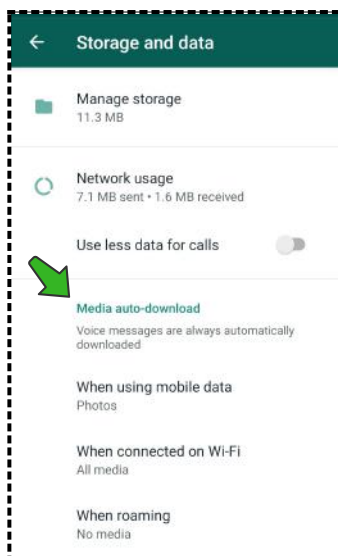 Storage and data
Manage storage
11.3 MB
Network usage
7.1 MB sent • 1.6 MB received
Use less data for calls
Media auto-download
Voice messages are always automatically
downloaded
When using mobile data
Photos
When connected on Wi-Fi
All media
When roaming
No media